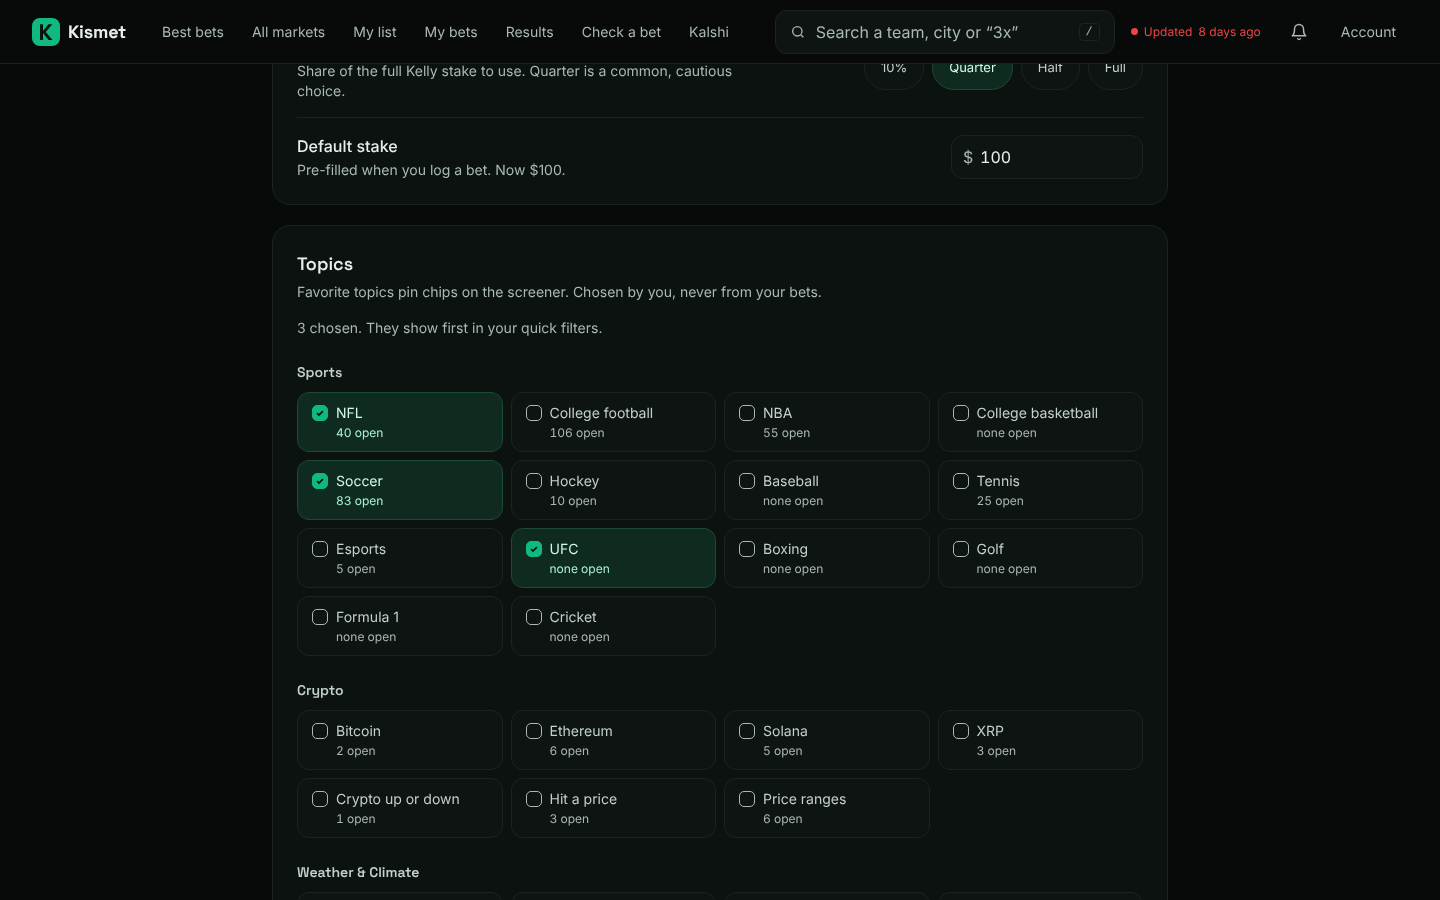 K Kismet
Best bets
All markets
My list
My bets
Results
Check a bet
Kalshi
Search a team, city or “3x”
/
Updated 8 days ago
Account
Share of the full Kelly stake to use. Quarter is a common, cautious
choice.
10%
Quarter
Half
Full
Default stake
Pre-filled when you log a bet. Now $100.
$ 100
Topics
Favorite topics pin chips on the screener. Chosen by you, never from your bets.
3 chosen. They show first in your quick filters.
Sports
NFL
40 open
College football
106 open
NBA
55 open
College basketball
none open
Soccer
83 open
Hockey
10 open
Baseball
none open
Tennis
25 open
Esports
5 open
UFC
none open
Boxing
none open
Golf
none open
Formula 1
none open
Cricket
none open
Crypto
Bitcoin
2 open
Ethereum
6 open
Solana
5 open
XRP
3 open
Crypto up or down
1 open
Hit a price
3 open
Price ranges
6 open
Weather & Climate